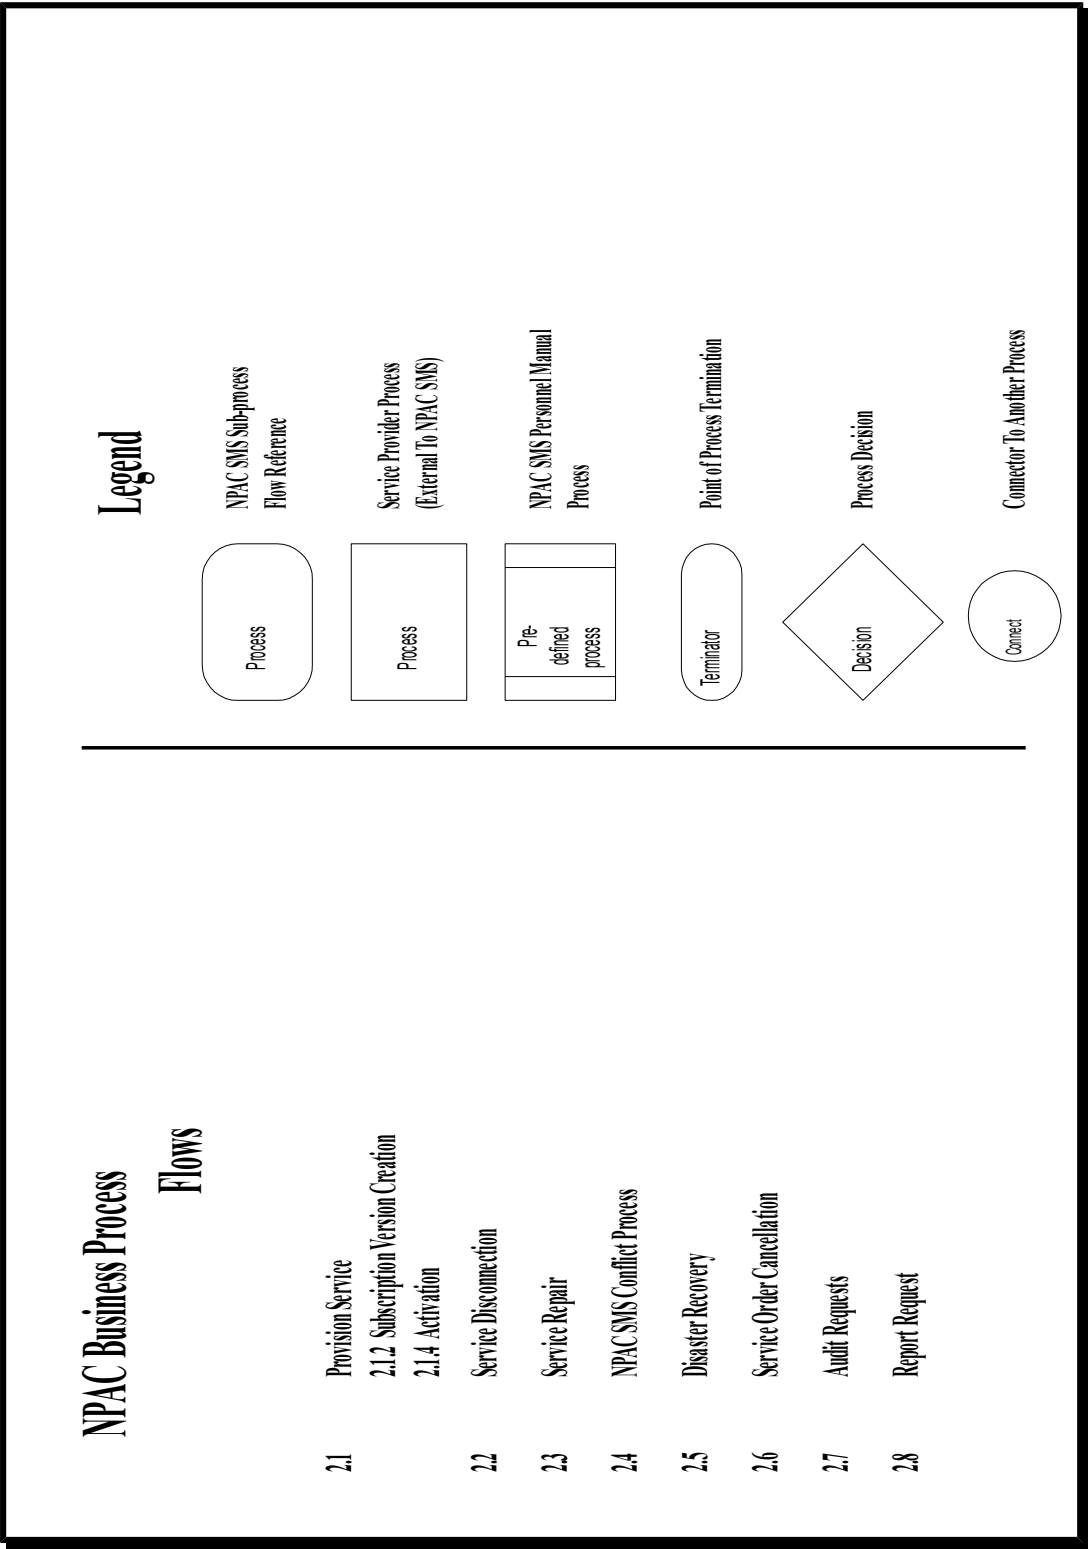 NPAC Business Process
Flows
2.1 Provision Service
2.1.2 Subscription Version Creation
2.1.4 Activation
2.2 Service Disconnection
2.3 Service Repair
2.4 NPAC SMS Conflict Process
2.5 Disaster Recovery
2.6 Service Order Cancellation
2.7 Audit Requests
2.8 Report Request
Legend
Process
NPAC SMS Sub-process
Flow Reference
Process
Service Provider Process
(External To NPAC SMS)
Pre-
defined
process
NPAC SMS Personnel Manual
Process
Terminator
Point of Process Termination
Decision
Process Decision
Connect
Connector To Another Process